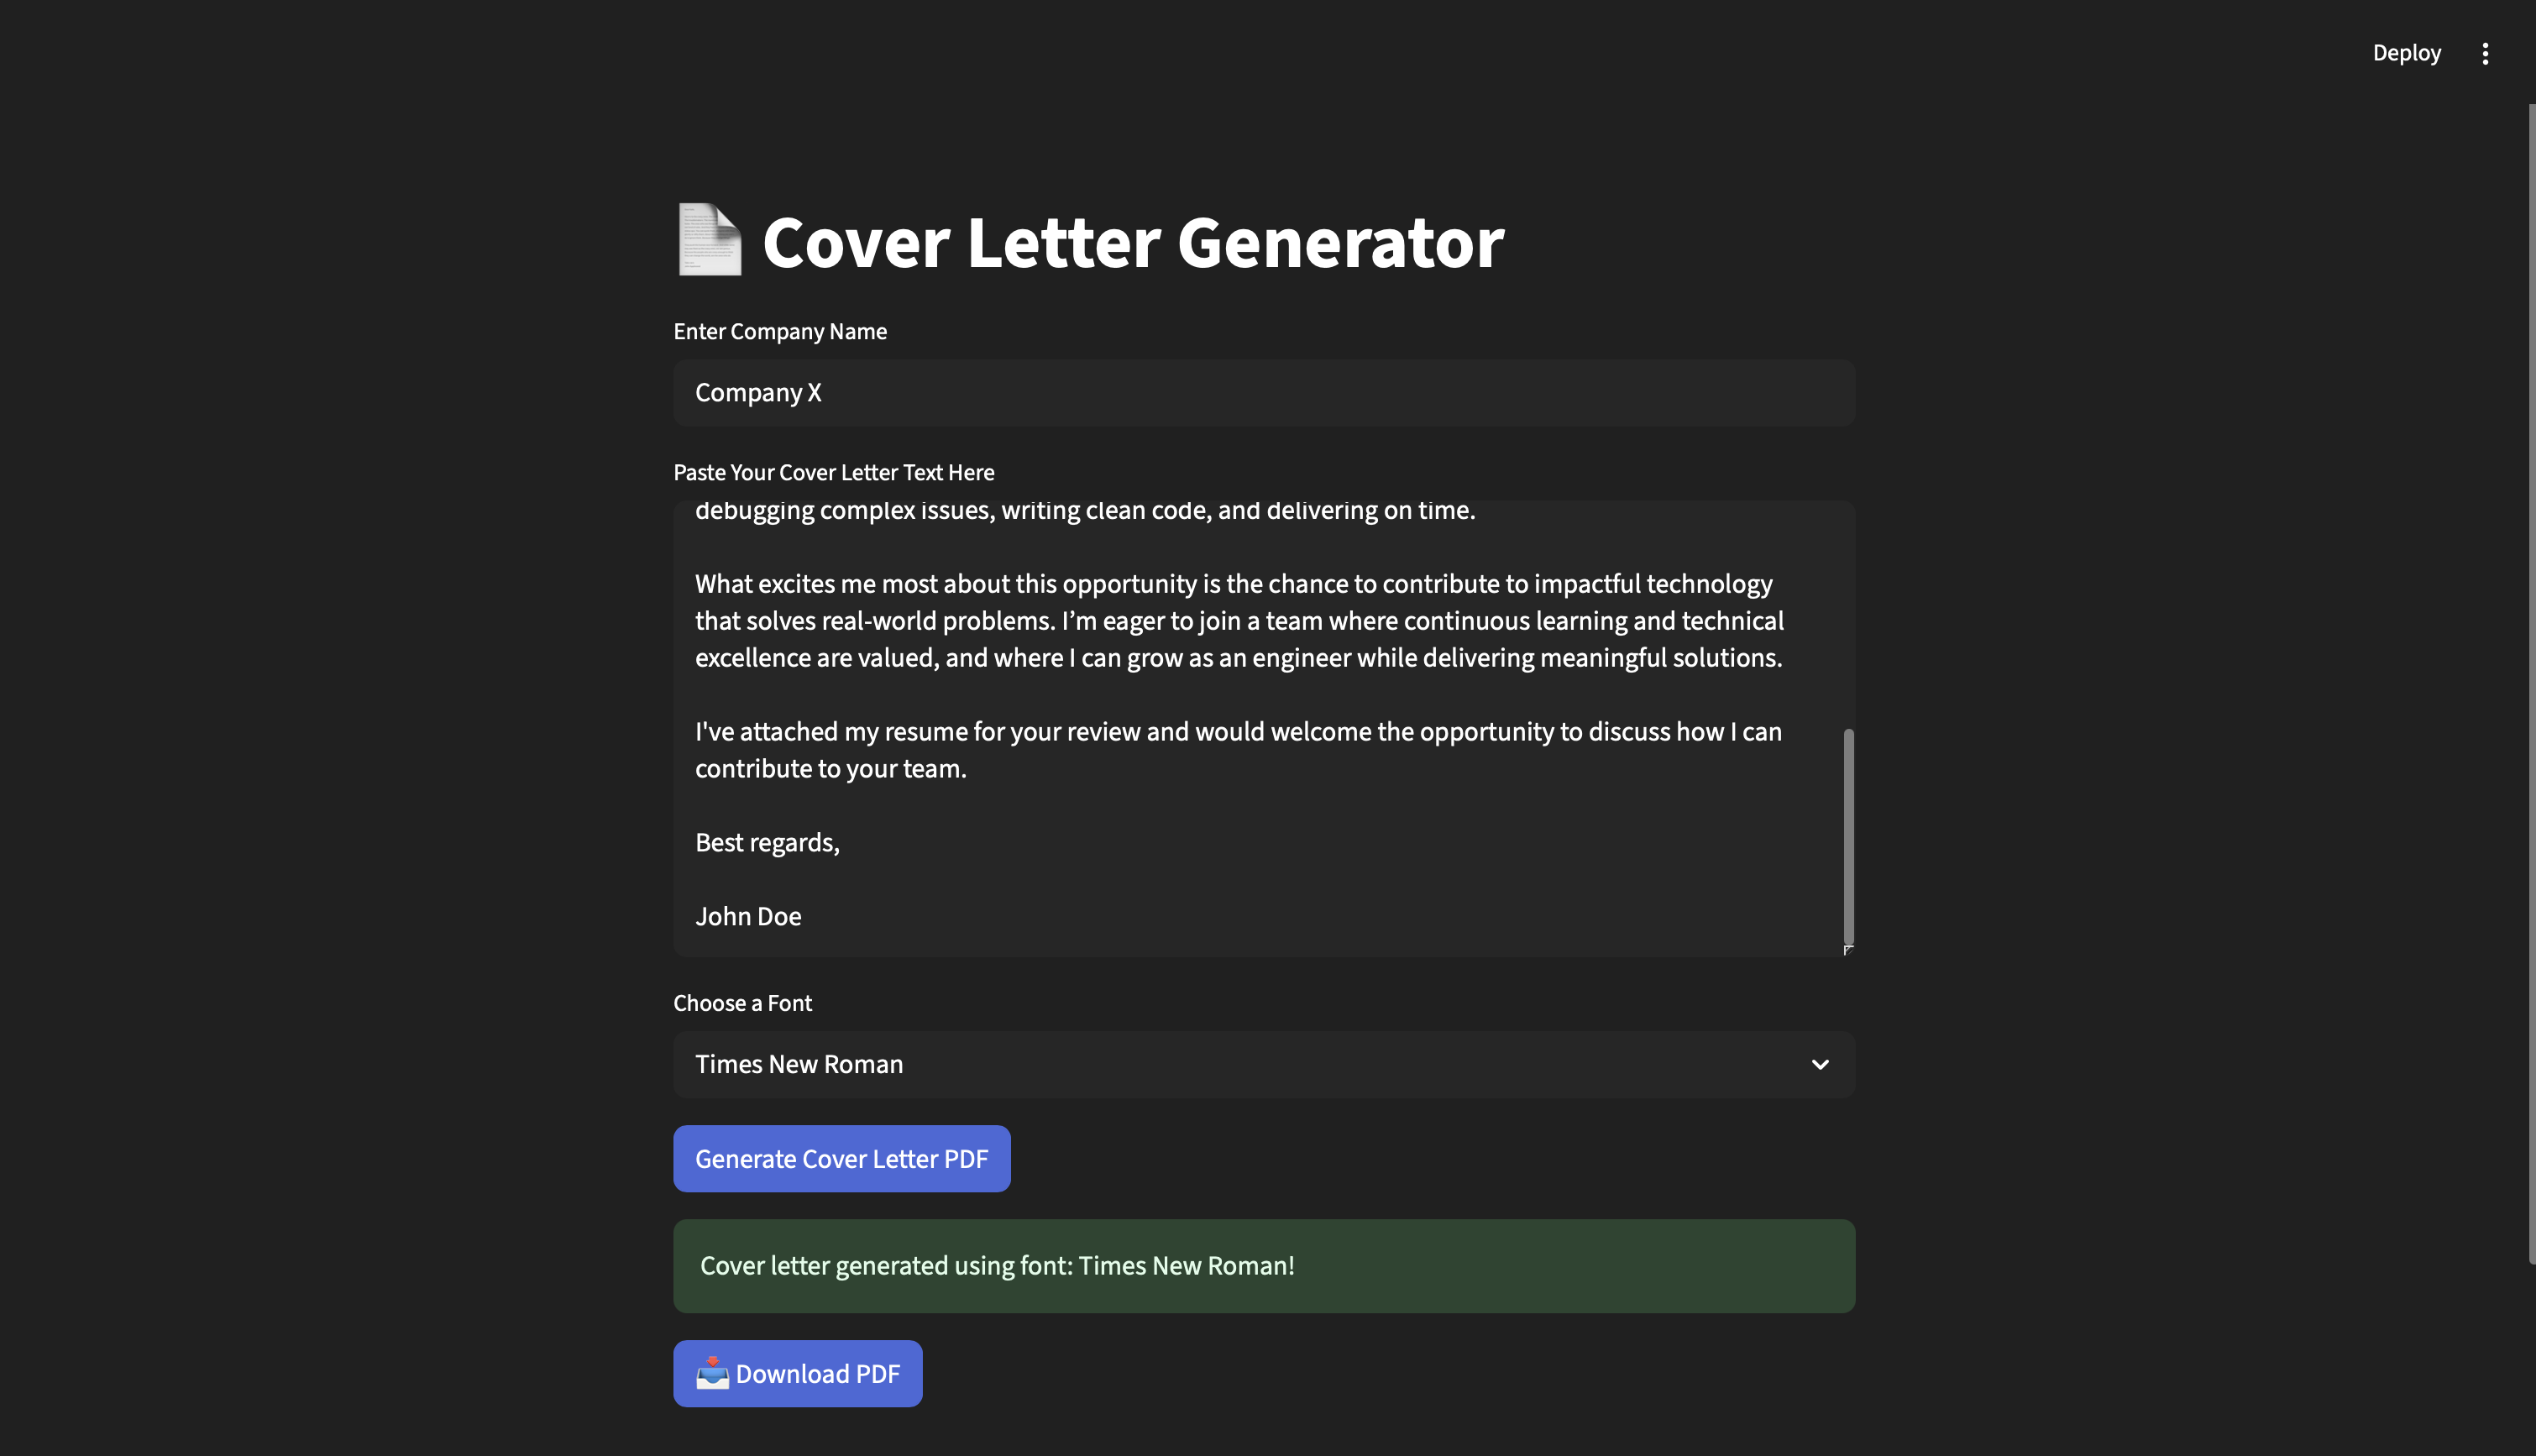 Deploy
Cover Letter Generator
Enter Company Name
Company X
Paste Your Cover Letter Text Here
debugging complex issues, writing clean code, and delivering on time.
What excites me most about this opportunity is the chance to contribute to impactful technology
that solves real-world problems. I’m eager to join a team where continuous learning and technical
excellence are valued, and where I can grow as an engineer while delivering meaningful solutions.
I've attached my resume for your review and would welcome the opportunity to discuss how I can
contribute to your team.
Best regards,
John Doe
Choose a Font
Times New Roman
Generate Cover Letter PDF
Cover letter generated using font: Times New Roman!
Download PDF